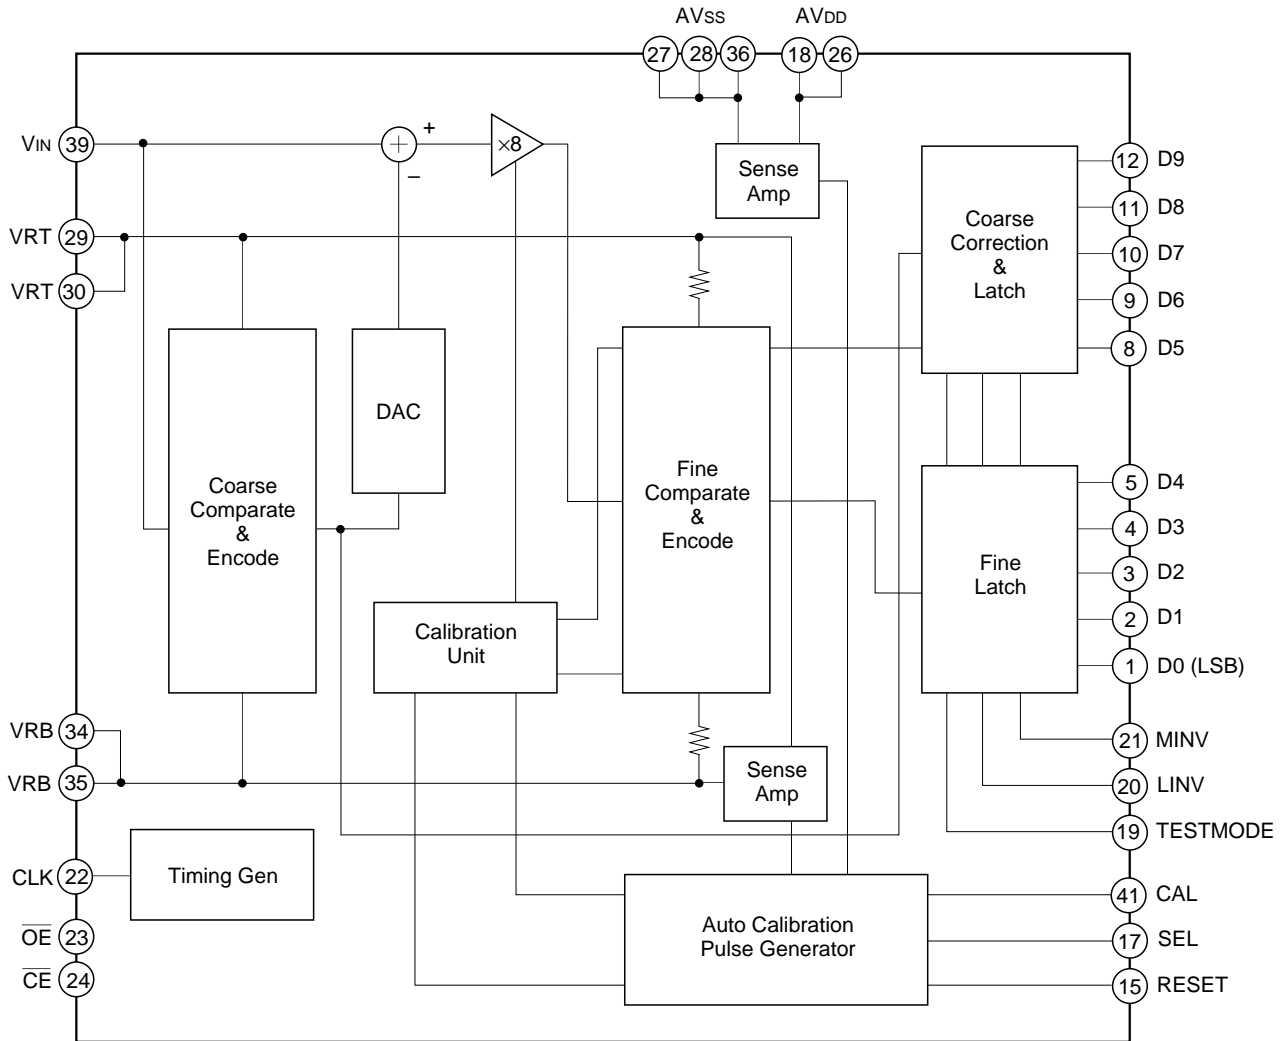 AVSS
AVDD
27 28 36 18 26
VIN 39
+
−
×8
Sense
Amp
12 D9
11 D8
10 D7
9 D6
8 D5
Coarse
Correction
&
Latch
VRT 29
VRT 30
DAC
Coarse
Comparate
&
Encode
Fine
Comparate
&
Encode
5 D4
4 D3
3 D2
2 D1
1 D0 (LSB)
Fine
Latch
Calibration
Unit
VRB 34
VRB 35
Sense
Amp
21 MINV
20 LINV
19 TESTMODE
CLK 22
Timing Gen
OE 23
CE 24
Auto Calibration
Pulse Generator
41 CAL
17 SEL
15 RESET